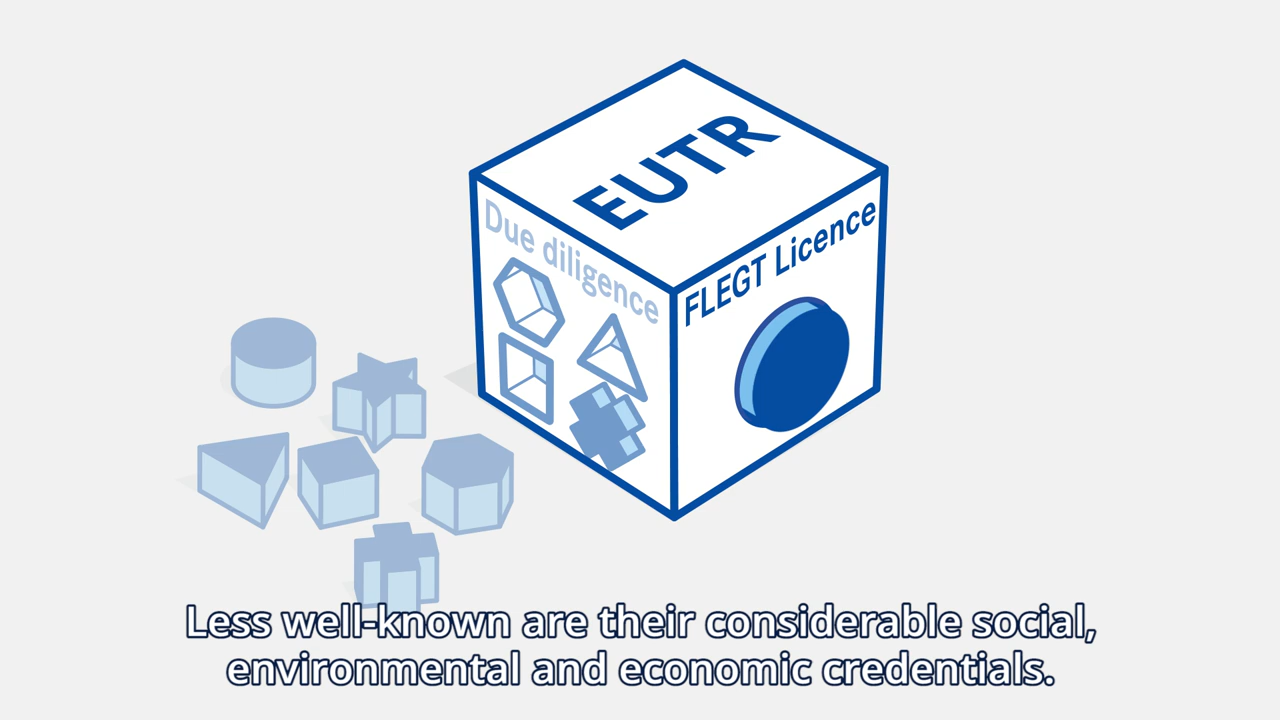 EUTR
Due diligence
FLEGT Licence
Less well-known are their considerable social,
environmental and economic credentials.